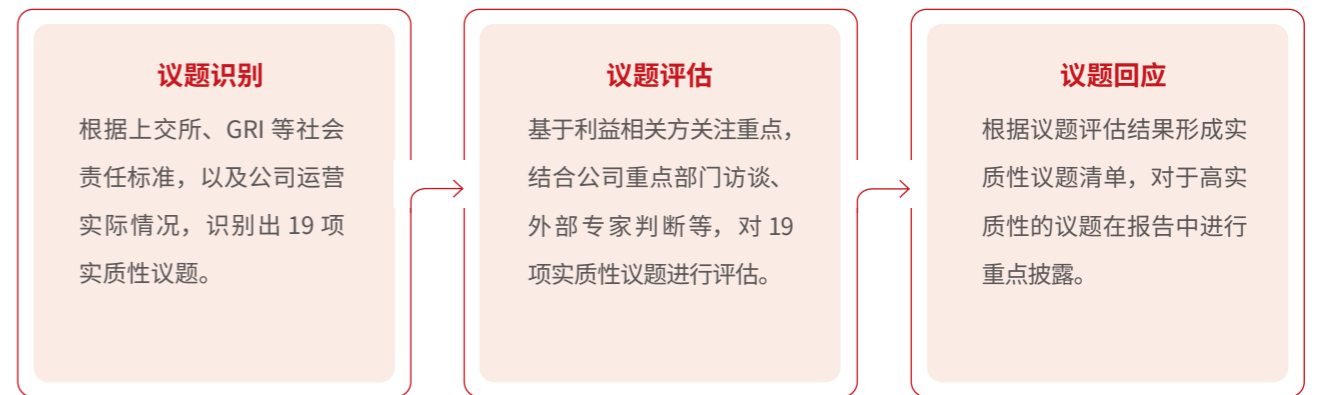 议题识别
根据上交所、GRI 等社会
责任标准，以及公司运营
实际情况，识别出 19 项
实质性议题。
议题评估
基于利益相关方关注重点，
结合公司重点部门访谈、
外部专家判断等，对 19
项实质性议题进行评估。
议题回应
根据议题评估结果形成实
质性议题清单，对于高实
质性的议题在报告中进行
重点披露。